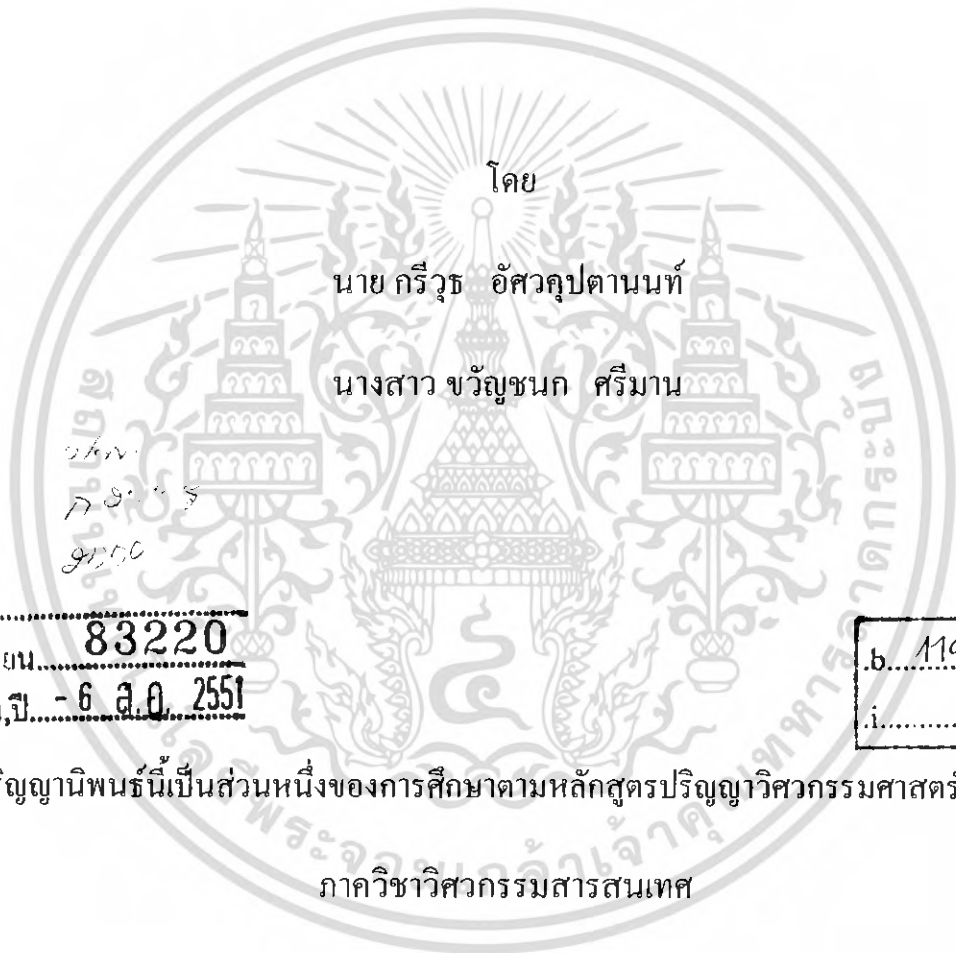 โดย
นาย กรีวุธ อัศวคุปตานนท์
นางสาว ขวัญชนก ศรีมาน
83220
- 6 ส.ค. 2551
.b
.i
ริญญานิพนธ์นี้เป็นส่วนหนึ่งของการศึกษาตามหลักสูตรปริญญาวิศวกรรมศาสตร์
ภาควิชาวิศวกรรมสารสนเทศ